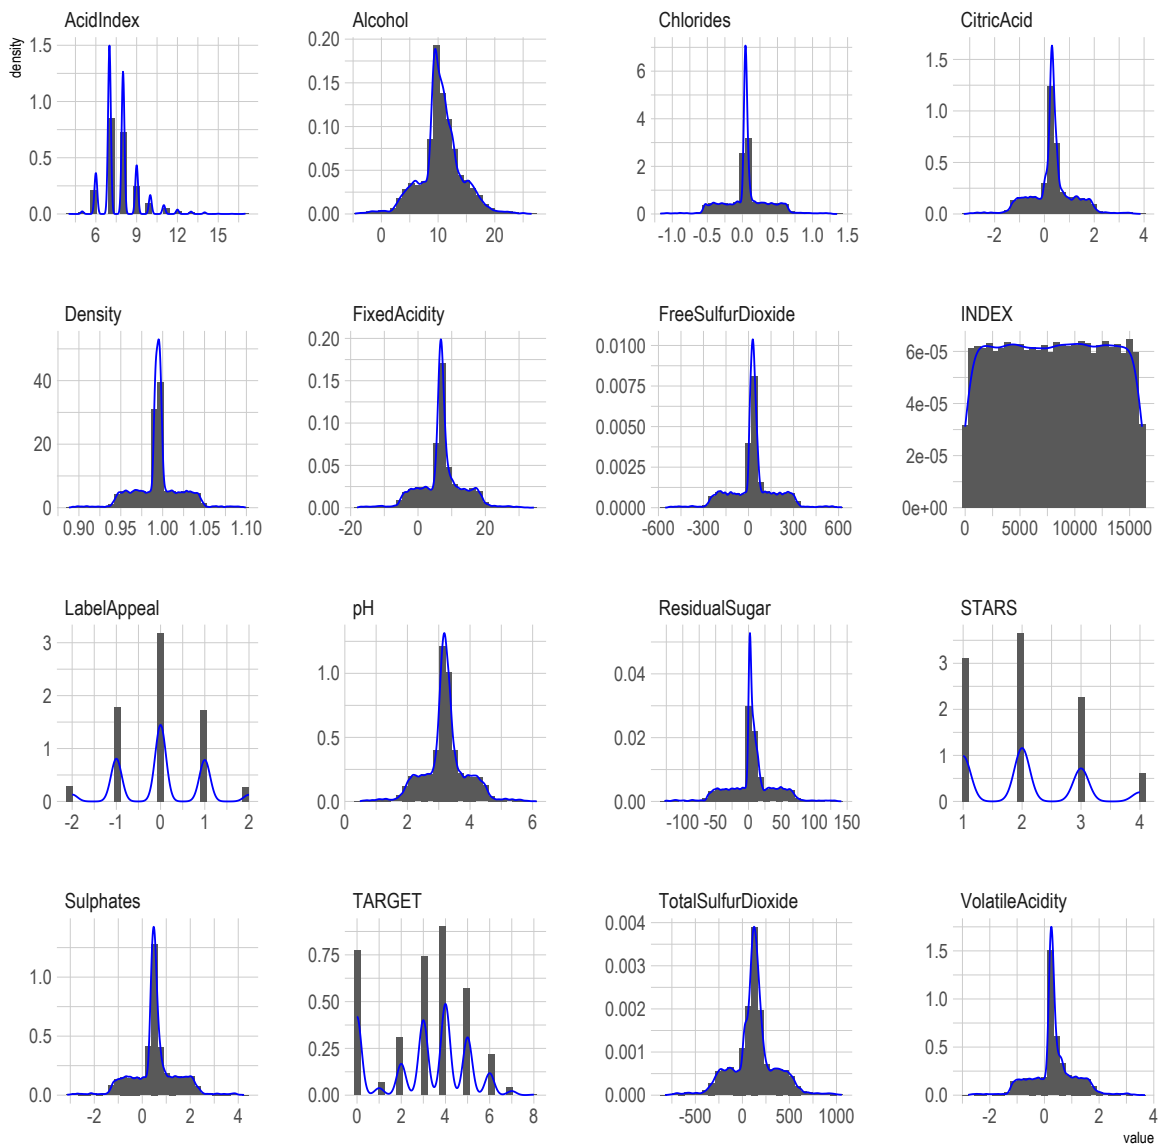 AcidIndex Alcohol Chlorides CitricAcid
density
1.5 0.20 6 1.5
1.0 0.15 4 1.0
0.5 0.10 2 0.5
0.0 0.05 0 0.0
0.00
6 9 12 15 0 10 20 -1.0 -0.5 0.0 0.5 1.0 1.5 -2 0 2 4
Density FixedAcidity FreeSulfurDioxide INDEX
40 0.20 0.0100 6e-05
20 0.15 0.0075 4e-05
0 0.10 0.0050 2e-05
0.05 0.0025 0e+00
0.00 0.0000
0.90 0.95 1.00 1.05 1.10 -20 0 20 40 -600 -300 0 300 600 0 5000 10000 15000
LabelAppeal pH ResidualSugar STARS
3 1.0 0.04 3
2 0.5 0.02 2
1 0.0 0.00 1
0 0
-2 -1 0 1 2 0 2 4 6 -100 -50 0 50 100 150 1 2 3 4
Sulphates TARGET TotalSulfurDioxide VolatileAcidity
1.0 0.75 0.004 1.5
0.5 0.50 0.003 1.0
0.0 0.25 0.002 0.5
0.00 0.001 0.0
0.000
-2 0 2 4 0 2 4 6 8 -500 0 500 1000 -2 0 2 4
value